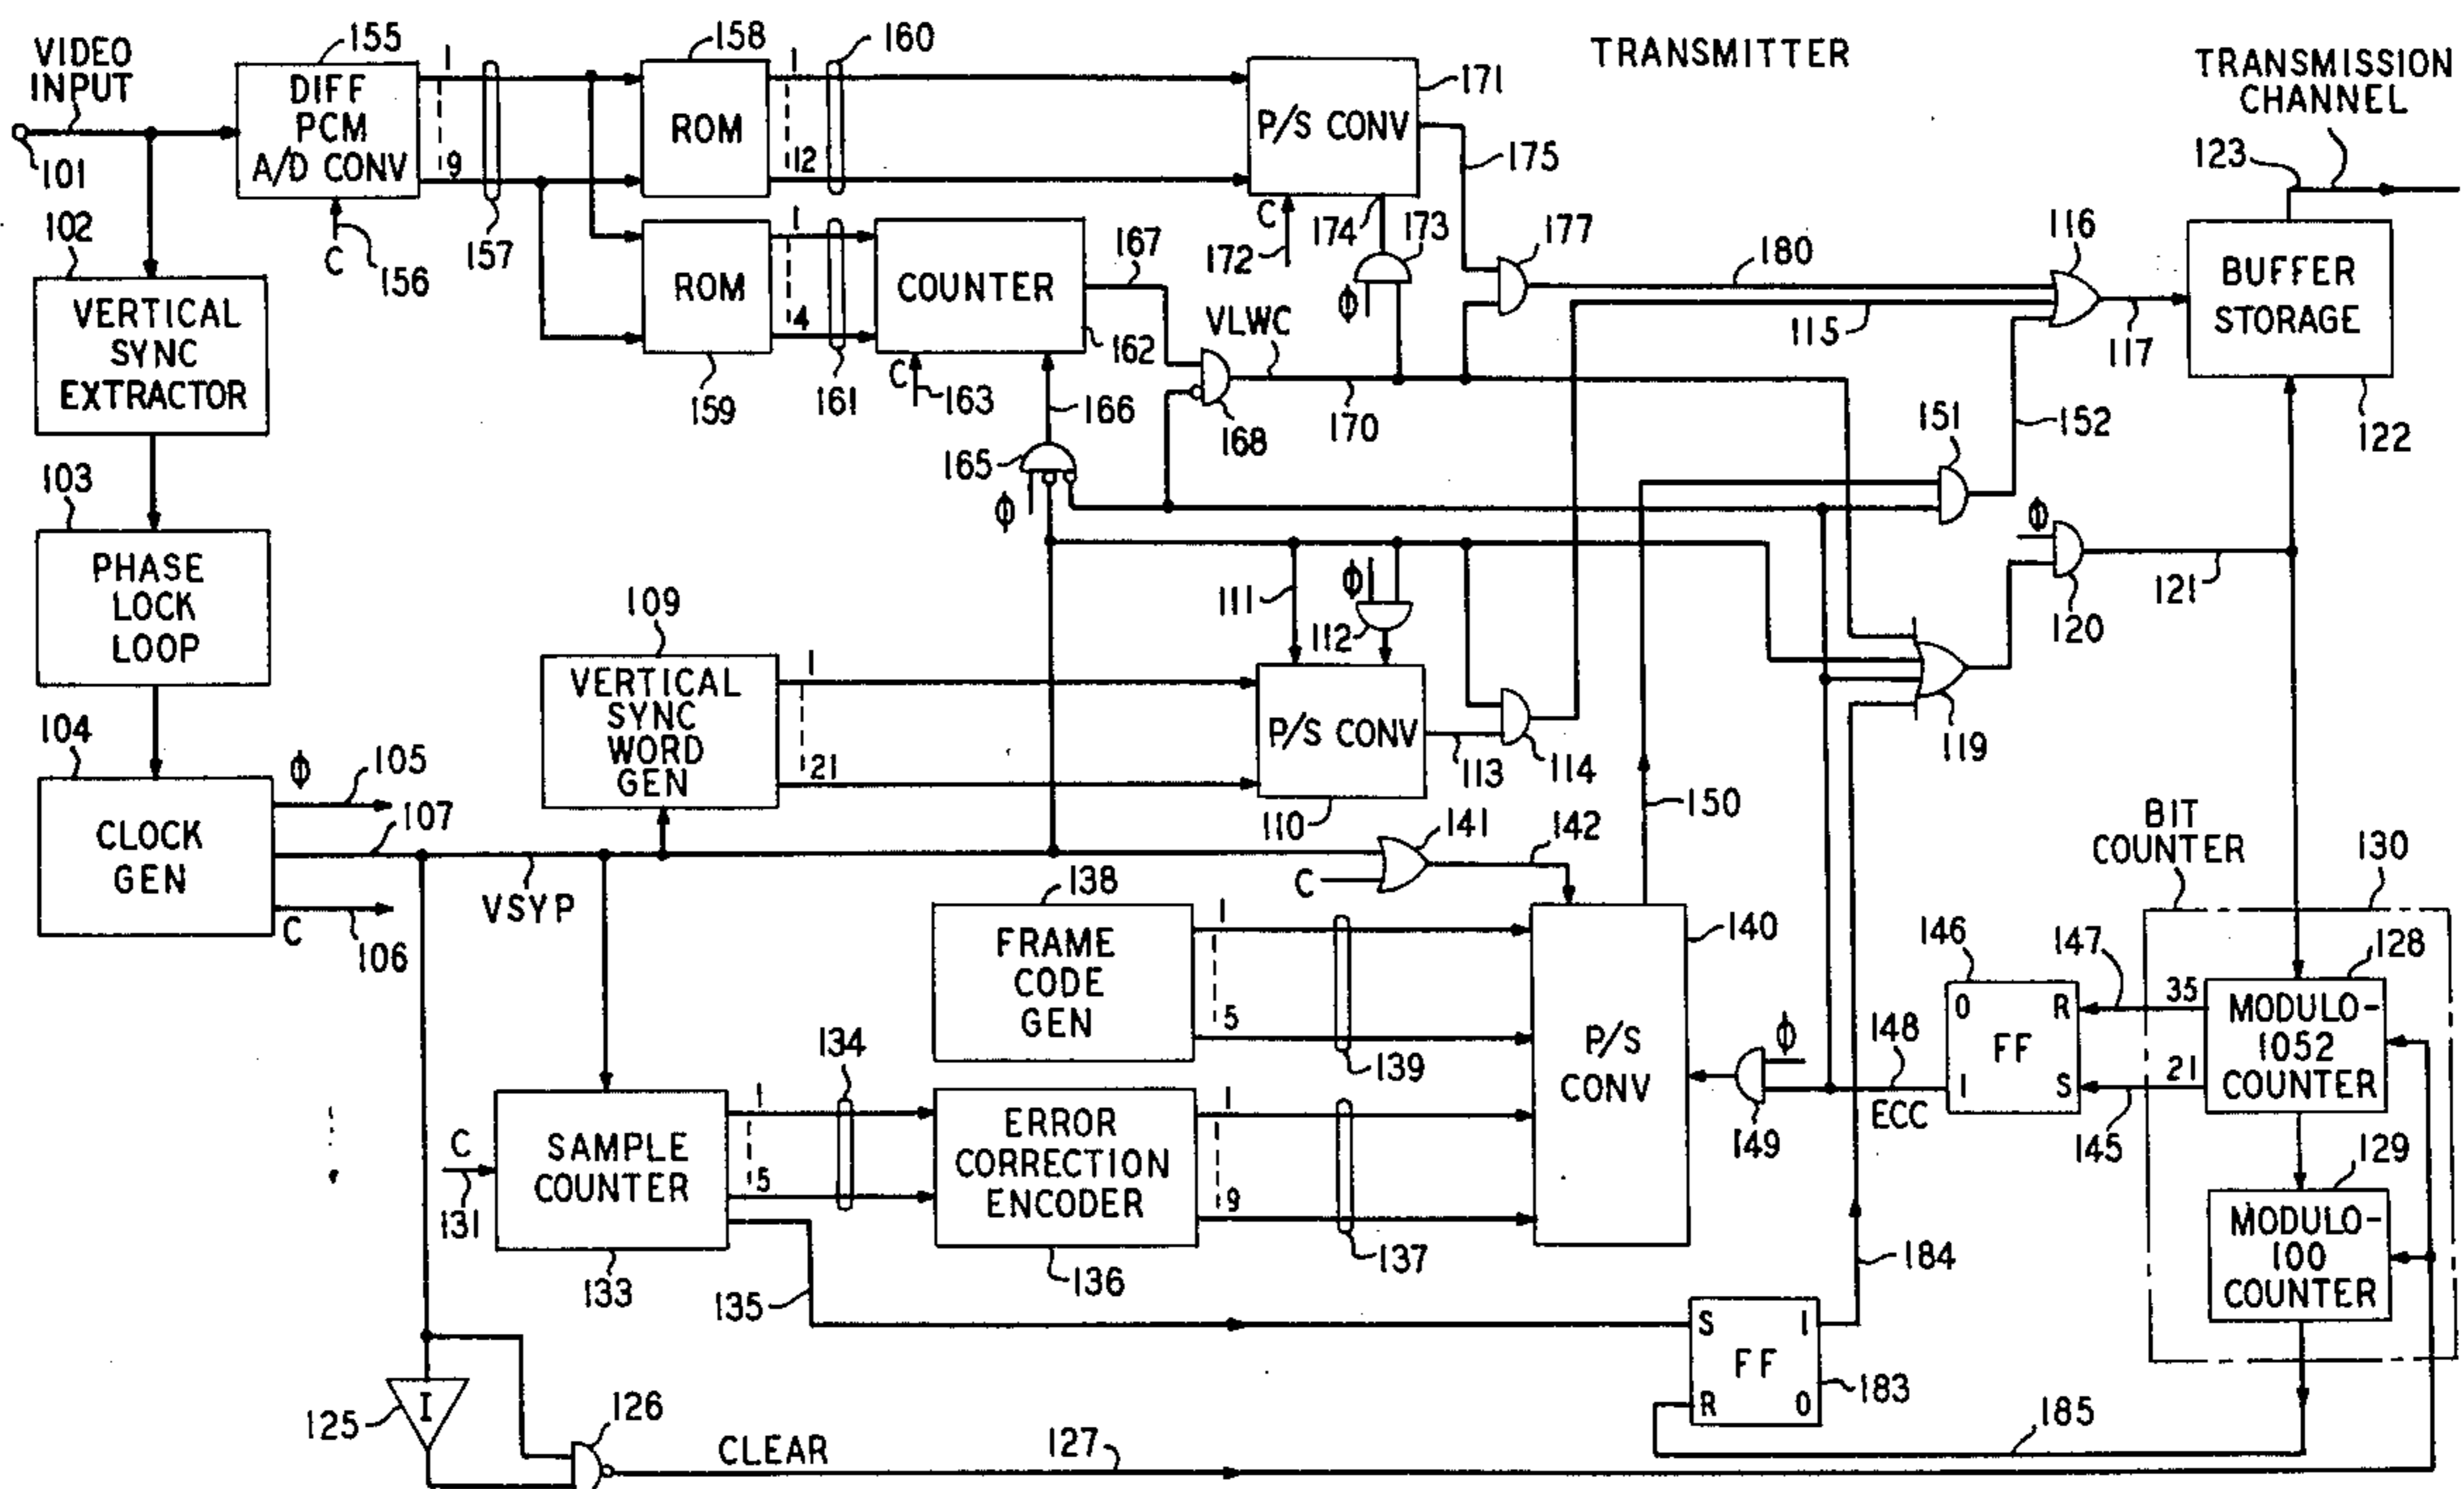 TRANSMITTER
VIDEO
INPUT
101
155
DIFF
PCM
A/D CONV
1
9
C
156
157
158
ROM
1
12
160
171
P/S CONV
C
172
174
173
Φ
175
177
180
116
115
117
TRANSMISSION
CHANNEL
123
BUFFER
STORAGE
122
102
VERTICAL
SYNC
EXTRACTOR
ROM
159
1
4
161
COUNTER
162
C
163
166
167
VLWC
168
170
165
Φ
151
152
103
PHASE
LOCK
LOOP
111
Φ
112
Φ
120
121
119
109
VERTICAL
SYNC
WORD
GEN
1
21
P/S CONV
110
113
114
150
104
CLOCK
GEN
Φ
105
107
C
106
VSYP
141
142
C
138
FRAME
CODE
GEN
1
5
139
P/S
CONV
140
Φ
149
148
ECC
146
O
R
FF
1
S
147
35
21
145
BIT
COUNTER
130
128
MODULO-
1052
COUNTER
129
MODULO-
100
COUNTER
C
131
SAMPLE
COUNTER
133
1
5
134
135
ERROR
CORRECTION
ENCODER
136
1
9
137
184
S
1
FF
R
O
183
185
125
I
126
CLEAR
127